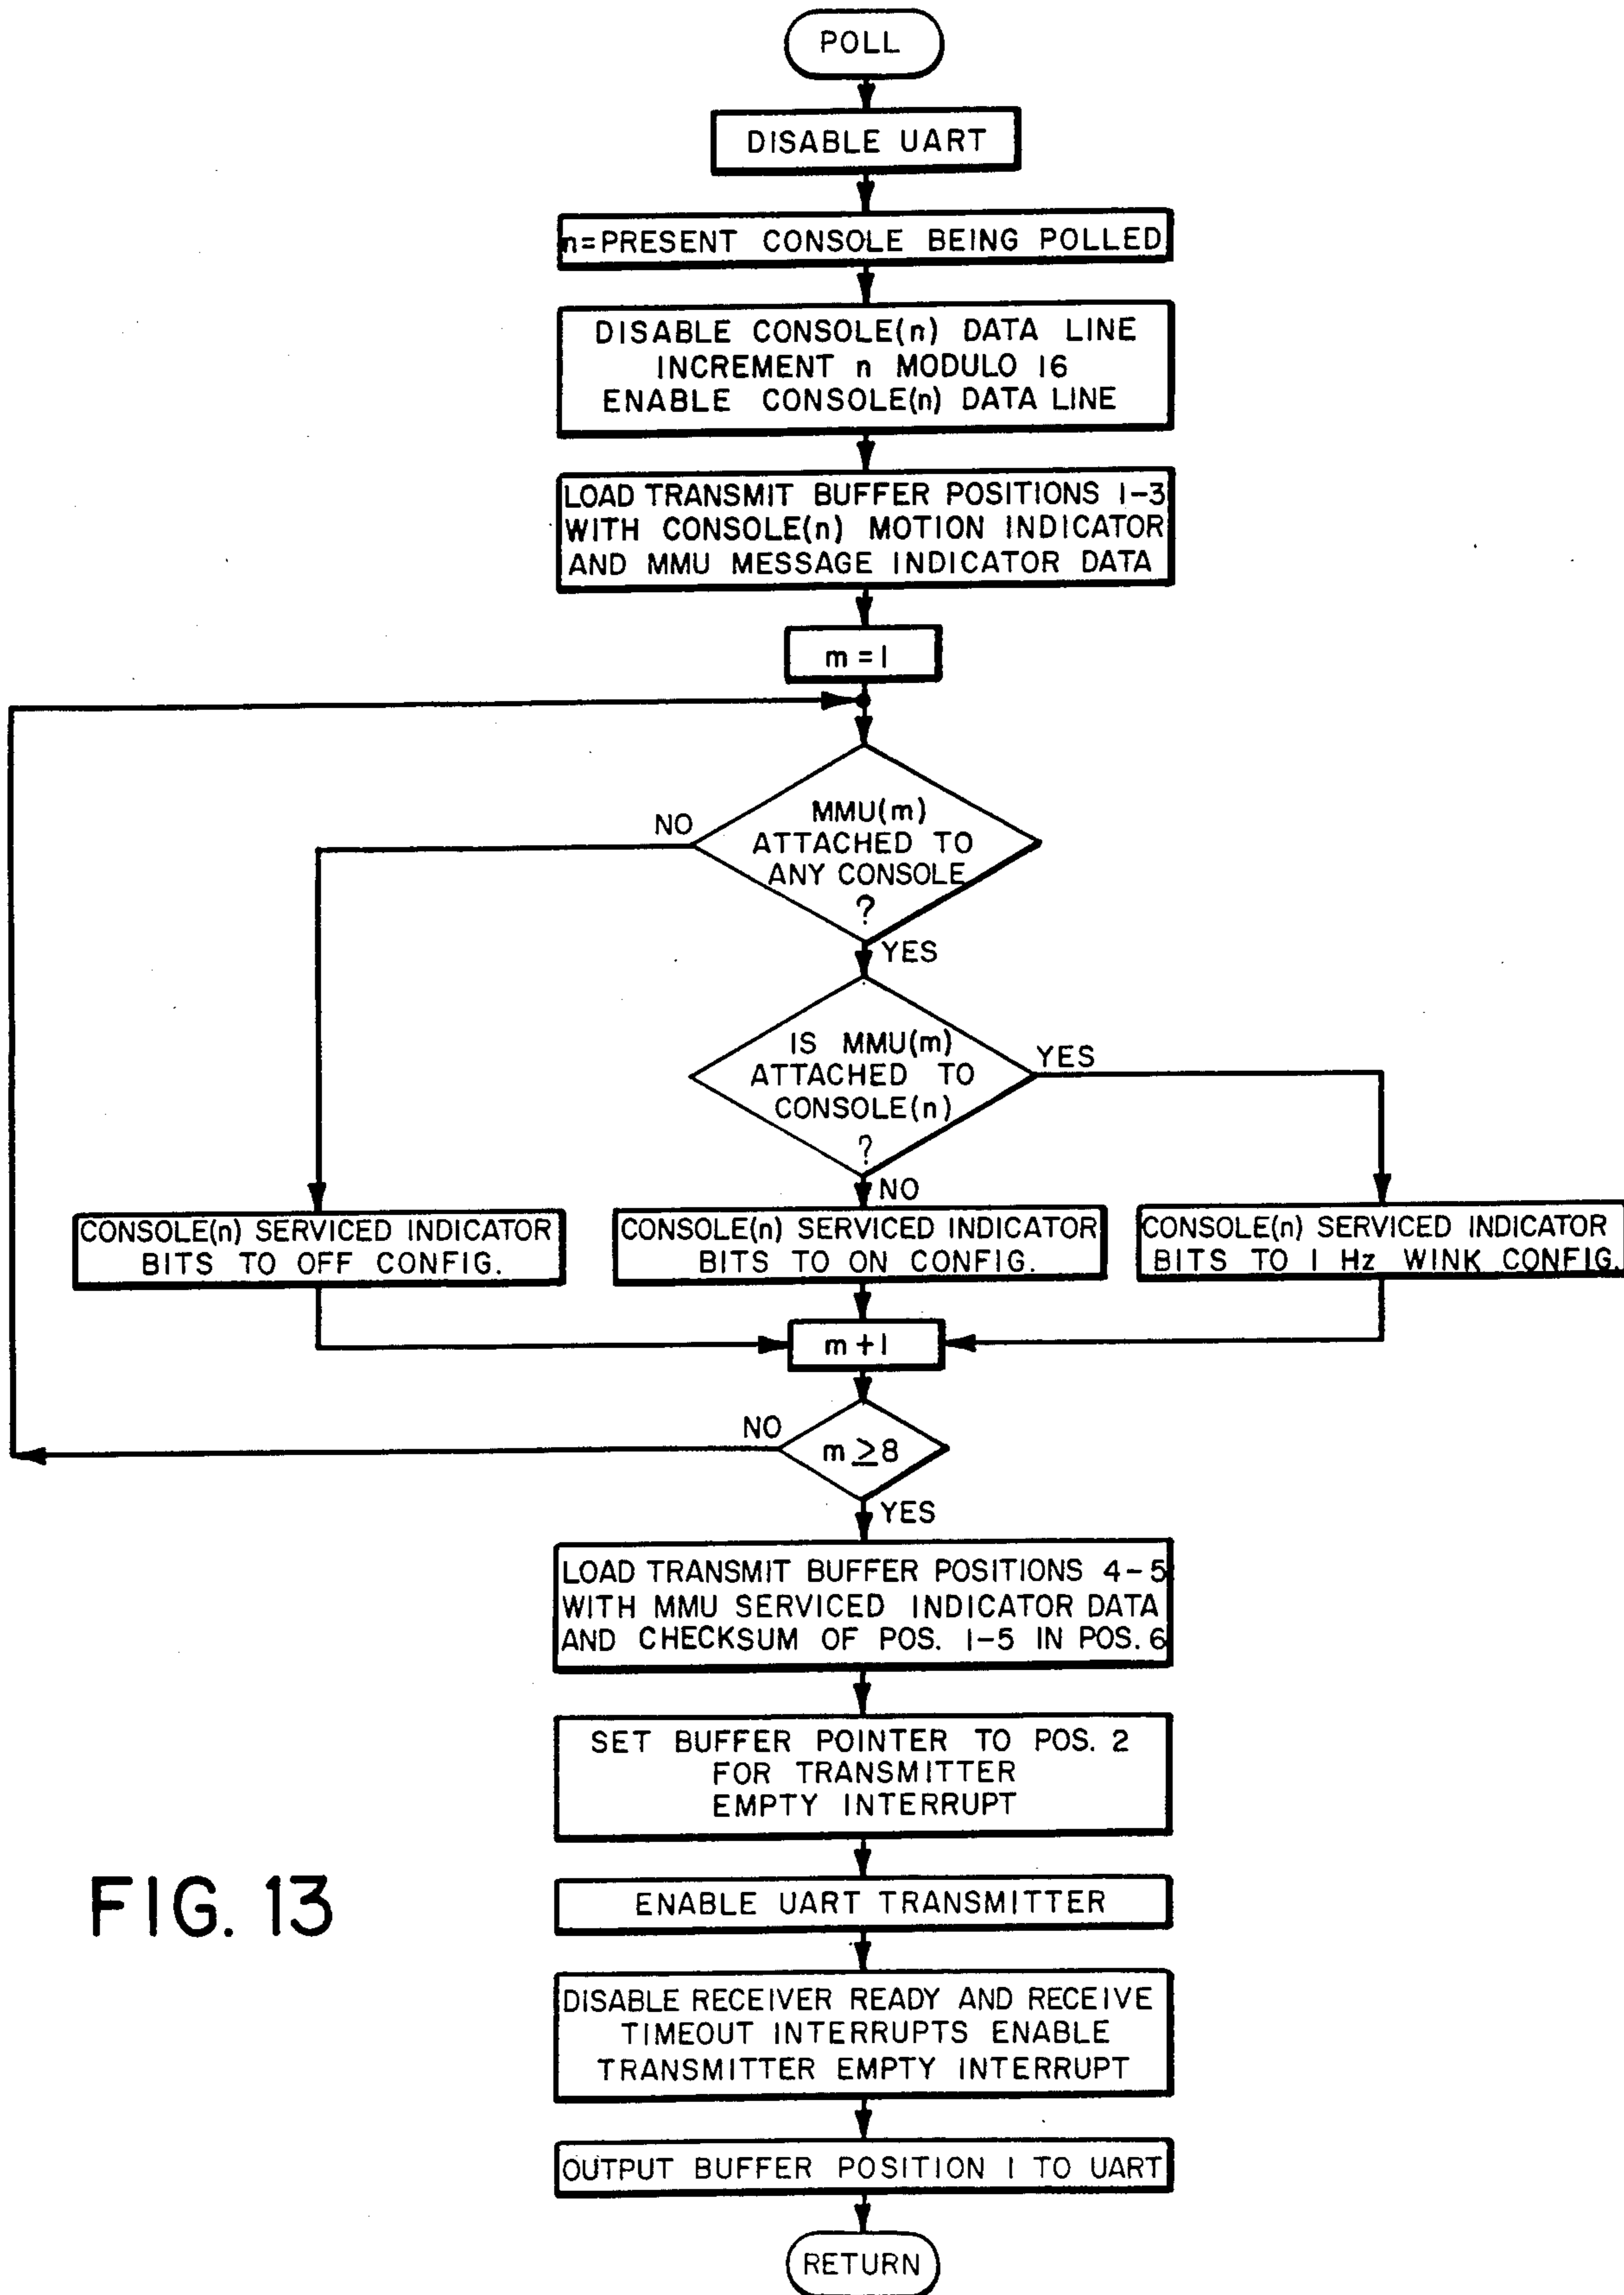 POLL
DISABLE UART
n=PRESENT CONSOLE BEING POLLED
DISABLE CONSOLE(n) DATA LINE
INCREMENT n MODULO 16
ENABLE CONSOLE(n) DATA LINE
LOAD TRANSMIT BUFFER POSITIONS 1-3
WITH CONSOLE(n) MOTION INDICATOR
AND MMU MESSAGE INDICATOR DATA
m=1
MMU(m)
ATTACHED TO
ANY CONSOLE
?
NO
YES
IS MMU(m)
ATTACHED TO
CONSOLE(n)
?
YES
NO
CONSOLE(n) SERVICED INDICATOR
BITS TO OFF CONFIG.
CONSOLE(n) SERVICED INDICATOR
BITS TO ON CONFIG.
CONSOLE(n) SERVICED INDICATOR
BITS TO 1 Hz WINK CONFIG.
m+1
NO
m≥8
YES
LOAD TRANSMIT BUFFER POSITIONS 4-5
WITH MMU SERVICED INDICATOR DATA
AND CHECKSUM OF POS. 1-5 IN POS. 6
SET BUFFER POINTER TO POS. 2
FOR TRANSMITTER
EMPTY INTERRUPT
ENABLE UART TRANSMITTER
DISABLE RECEIVER READY AND RECEIVE
TIMEOUT INTERRUPTS ENABLE
TRANSMITTER EMPTY INTERRUPT
OUTPUT BUFFER POSITION 1 TO UART
RETURN
FIG. 13